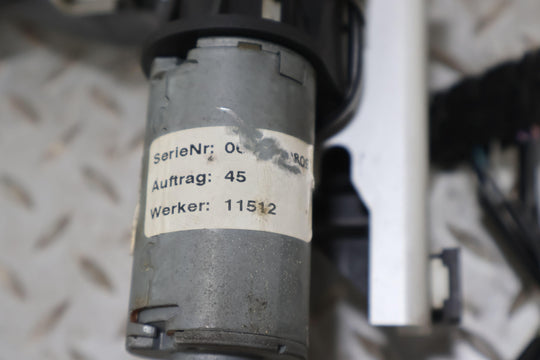 SerieNr:
Auftrag: 45
Werker: 11512